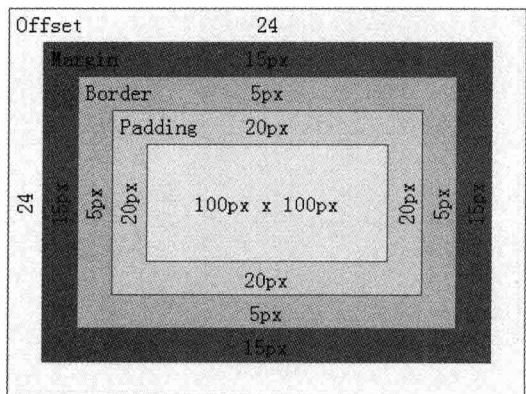 Offset 24
Margin 15px
Border 5px
Padding 20px
24 15px 5px 20px 100px x 100px 20px 5px 15px
20px
5px
15px